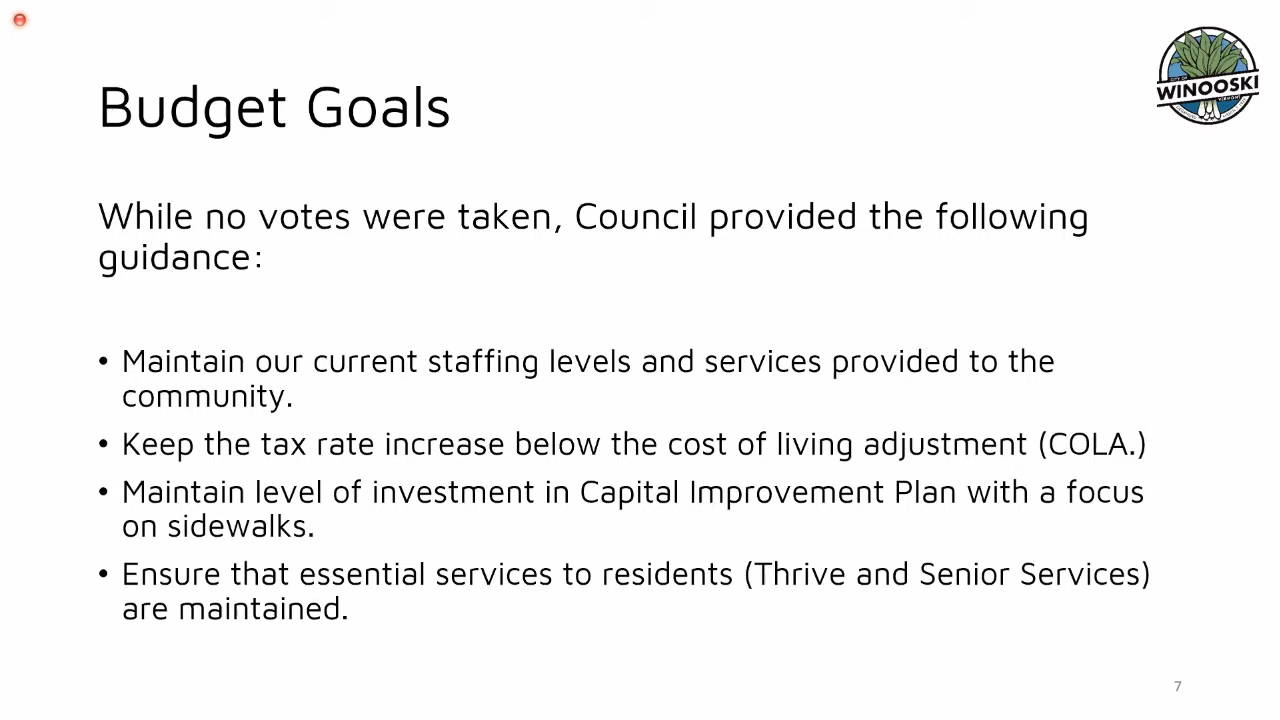 CITY OF
WINOOSKI
VERMONT
Budget Goals
While no votes were taken, Council provided the following
guidance:
• Maintain our current staffing levels and services provided to the
community.
• Keep the tax rate increase below the cost of living adjustment (COLA.)
• Maintain level of investment in Capital Improvement Plan with a focus
on sidewalks.
• Ensure that essential services to residents (Thrive and Senior Services)
are maintained.
7